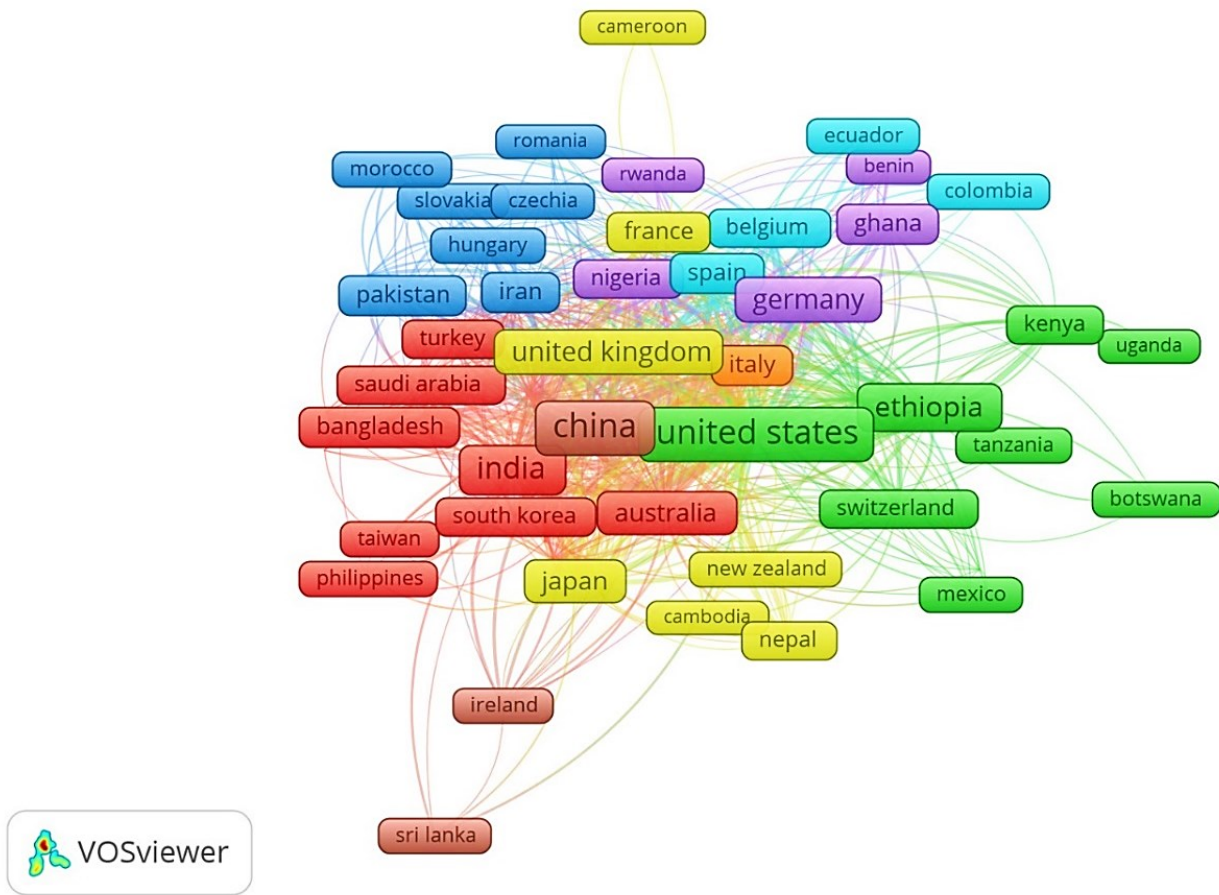 cameroon
romania
ecuador
morocco
rwanda
benin
slovakia
czechia
colombia
france
belgium
ghana
hungary
nigeria
spain
pakistan
iran
germany
kenya
turkey
united kingdom
uganda
italy
saudi arabia
ethiopia
bangladesh
china
united states
tanzania
india
botswana
south korea
australia
switzerland
taiwan
philippines
japan
new zealand
mexico
cambodia
nepal
ireland
sri lanka
VOSviewer